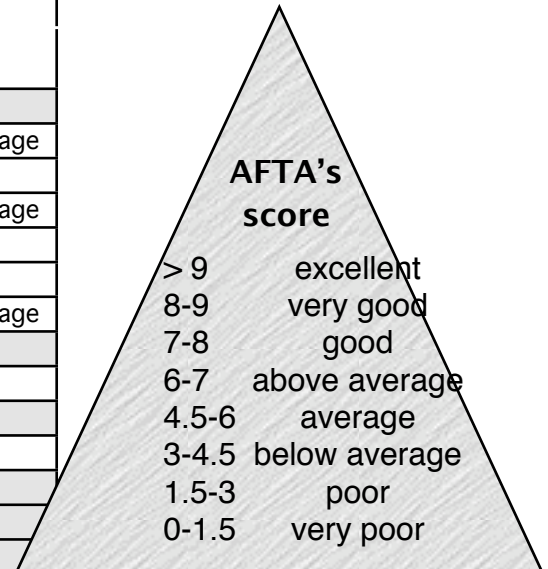 age
age
age
AFTA's
score
> 9 excellent
8-9 very good
7-8 good
6-7 above average
4.5-6 average
3-4.5 below average
1.5-3 poor
0-1.5 very poor